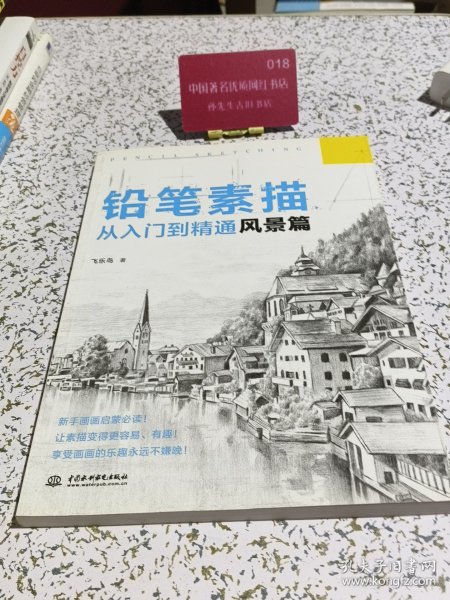 018
中国著名优质网红书店
孙先生古旧书店
PENCIL SKETCHING
铅笔素描
从入门到精通 风景篇
飞乐鸟 著
新手画画启蒙必读！
让素描变得更容易、有趣！
享受画画的乐趣永远不嫌晚！
中国水利水电出版社
www.waterpub.com.cn
孔夫子旧书网
www.kongfz.com